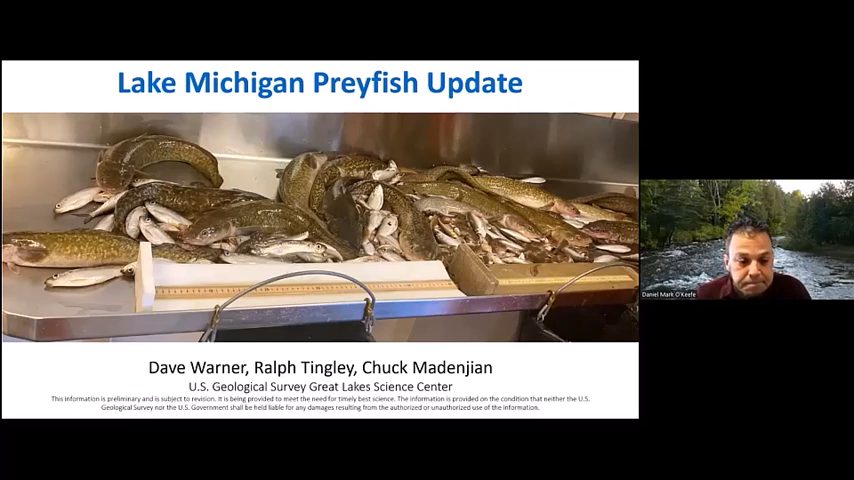 Lake Michigan Preyfish Update
Dave Warner, Ralph Tingley, Chuck Madenjian
U.S. Geological Survey Great Lakes Science Center
This information is preliminary and is subject to revision. It is being provided to meet the need for timely best science. The information is provided on the condition that neither the U.S.
Geological Survey nor the U.S. Government shall be held liable for any damages resulting from the authorized or unauthorized use of the information.
Daniel Mark O'Keefe